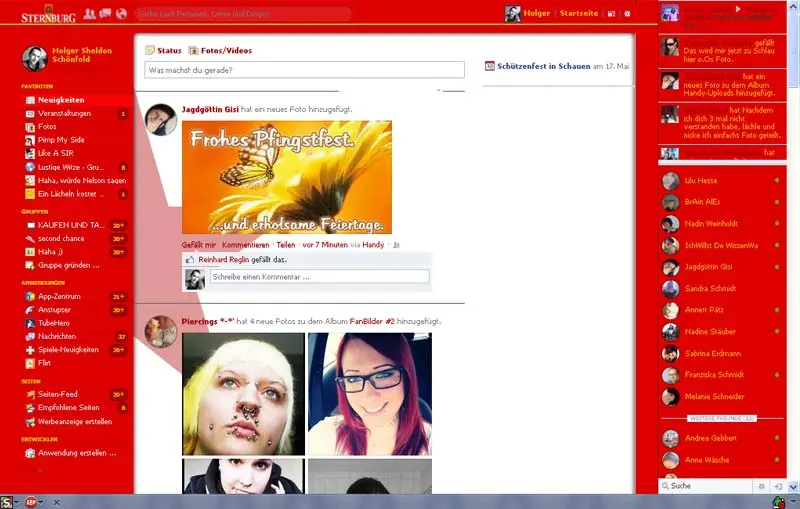 STERNBURG
Suche nach Personen, Orten und Dingen
Holger
Startseite
Holger Sheldon
Schönfeld
FAVORITEN
Neuigkeiten
Veranstaltungen 1
Fotos
Pimp My Side
Like A SIR
Lustige Witze - Gru... 8
Haha, würde Nelson sagen
Ein Lächeln kostet ... 1
GRUPPEN
KAUFEN UND TA... 20+
second chance 20+
Haha ;) 20+
Gruppe gründen ...
ANWENDUNGEN
App-Zentrum 21+
Anstupser 20+
TubeHero
Nachrichten 37
Spiele-Neuigkeiten 20+
Flirt
SEITEN
Seiten-Feed 20+
Empfohlene Seiten 8
Werbeanzeige erstellen
ENTWICKLER
Anwendung erstellen ...
Status Fotos/Videos
Was machst du gerade?
Jagdgöttin Gisi hat ein neues Foto hinzugefügt.
Frohes Pfingstfest.
...und erholsame Feiertage.
Gefällt mir · Kommentieren · Teilen · vor 7 Minuten via Handy ·
Reinhard Reglin gefällt das.
Schreibe einen Kommentar ...
Piercings *-*' hat 4 neue Fotos zu dem Album FanBilder #2 hinzugefügt.
Schützenfest in Schauen am 17. Mai
gefällt
Das wird mir jetzt zu Schlau
hier o.Os Foto.
hat ein
neues Foto zu dem Album
Handy-Uploads hinzugefügt.
hat Nachdem
ich dich 3 mal nicht
verstanden habe, lächle und
nicke ich einfachs Foto geteilt.
hat
Lilu Hesse
BrAin AlEs
Nadin Weinholdt
IchWillst De WissenWa
Jagdgöttin Gisi
Sandra Schmidt
Annett Pätz
Nadine Stäuber
Sabrina Erdmann
Franziska Schmidt
Melanie Schneider
WEITERE FREUNDE
Andrea Gebbert
Anne Wäsche
Suche
ABP